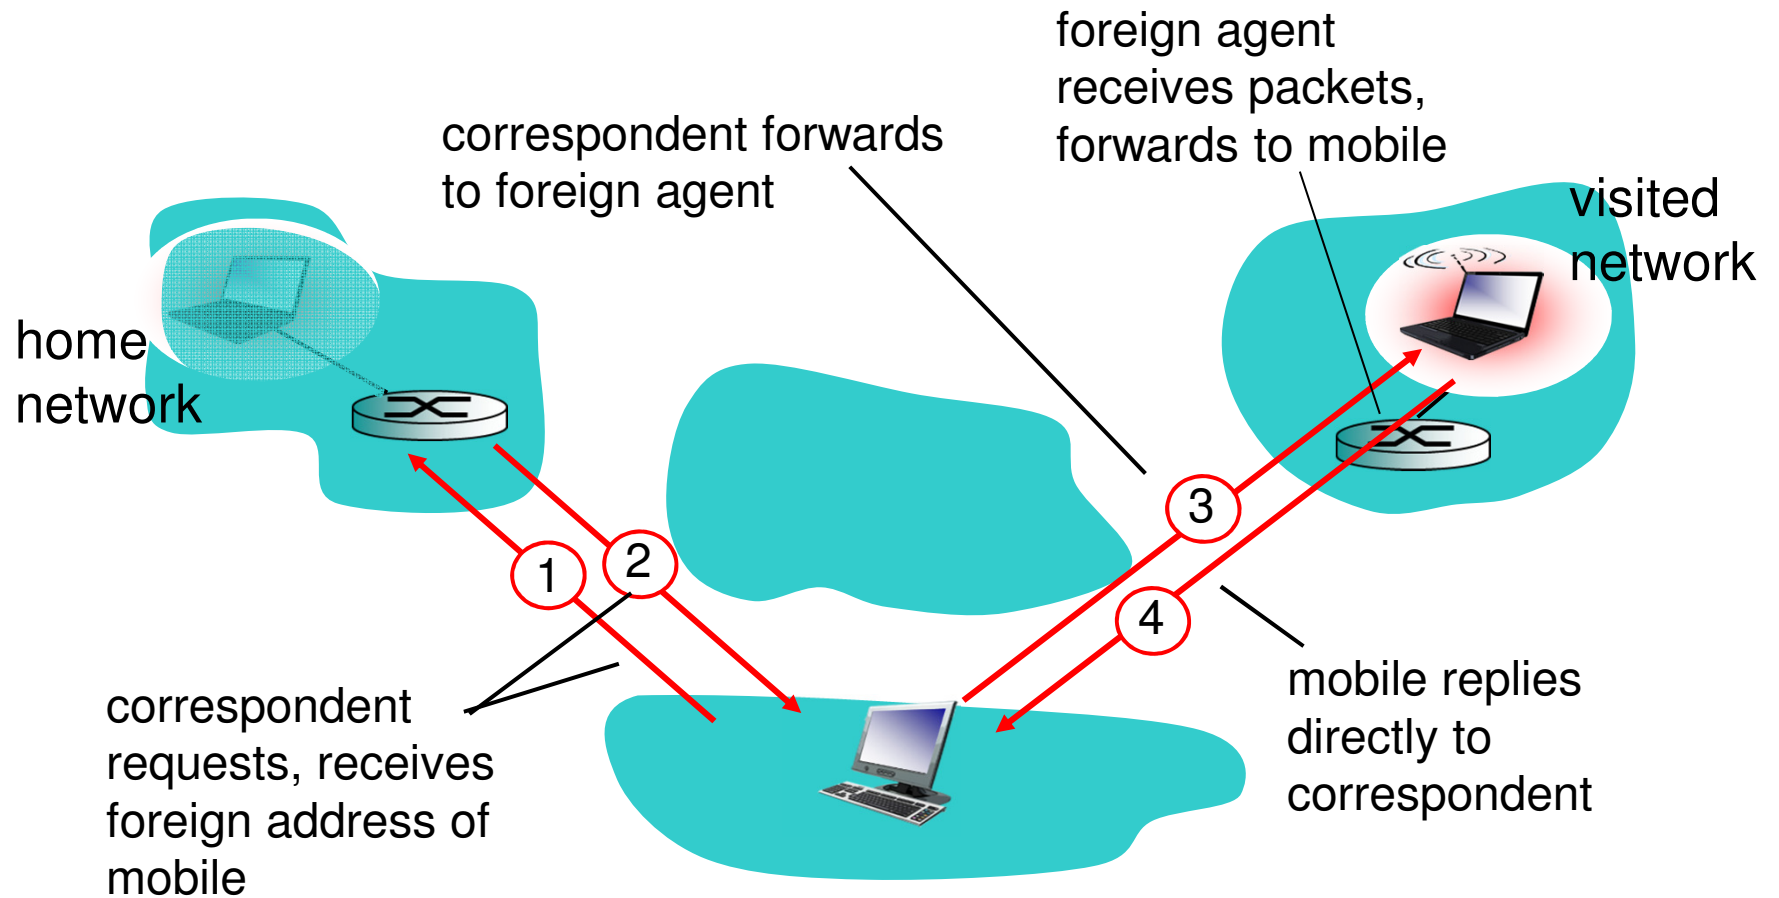 foreign agent
receives packets,
forwards to mobile
correspondent forwards
to foreign agent
visited
network
home
network
3
2
1
4
correspondent
requests, receives
foreign address of
mobile
mobile replies
directly to
correspondent